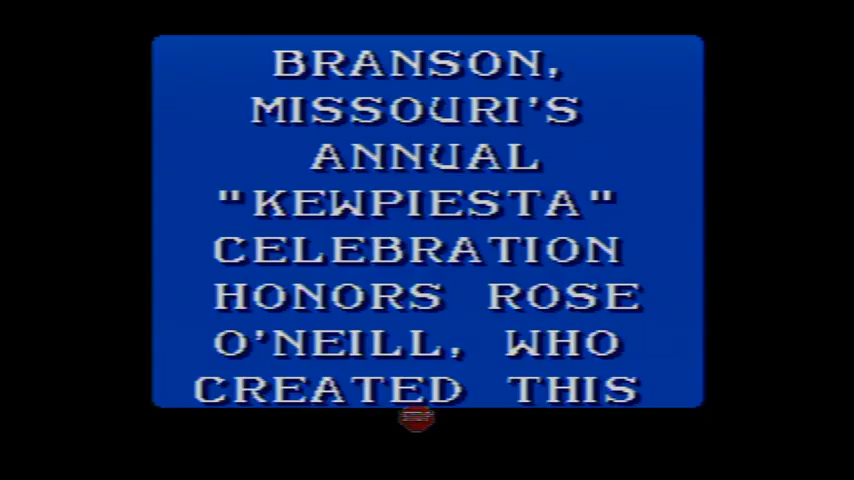 BRANSON,
MISSOURI'S
ANNUAL
"KEWPIESTA"
CELEBRATION
HONORS ROSE
O'NEILL, WHO
CREATED THIS